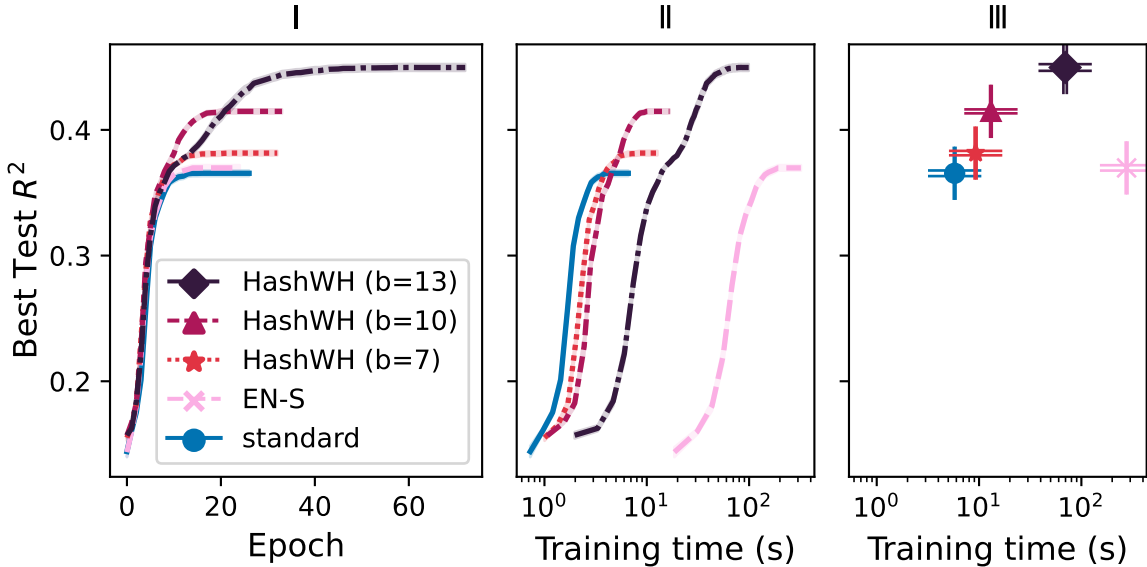 I
II
III
Best Test R²
0.4
0.3
0.2
HashWH (b=13)
HashWH (b=10)
HashWH (b=7)
EN-S
standard
0
20
40
60
Epoch
10⁰
10¹
10²
Training time (s)
10⁰
10¹
10²
Training time (s)